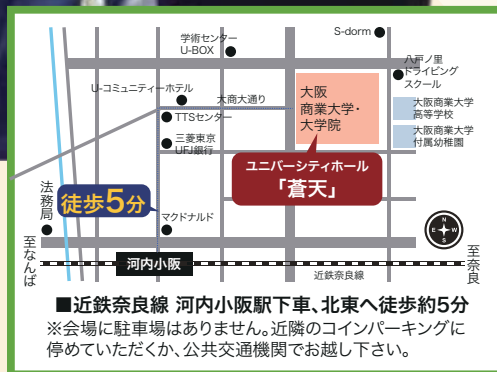 学術センター
U-BOX
S-dorm
八戸ノ里
ドライビング
スクール
U-コミュニティーホテル
大商大通り
大阪
商業大学・
大学院
大阪商業大学
高等学校
TTSセンター
大阪商業大学
付属幼稚園
三菱東京
UFJ銀行
ユニバーシティホール
「蒼天」
徒歩5分
法務局
マクドナルド
N
E W
S
至なんば
河内小阪
近鉄奈良線
至奈良
■近鉄奈良線 河内小阪駅下車、北東へ徒歩約5分
※会場に駐車場はありません。近隣のコインパーキングに
停めていただくか、公共交通機関でお越し下さい。